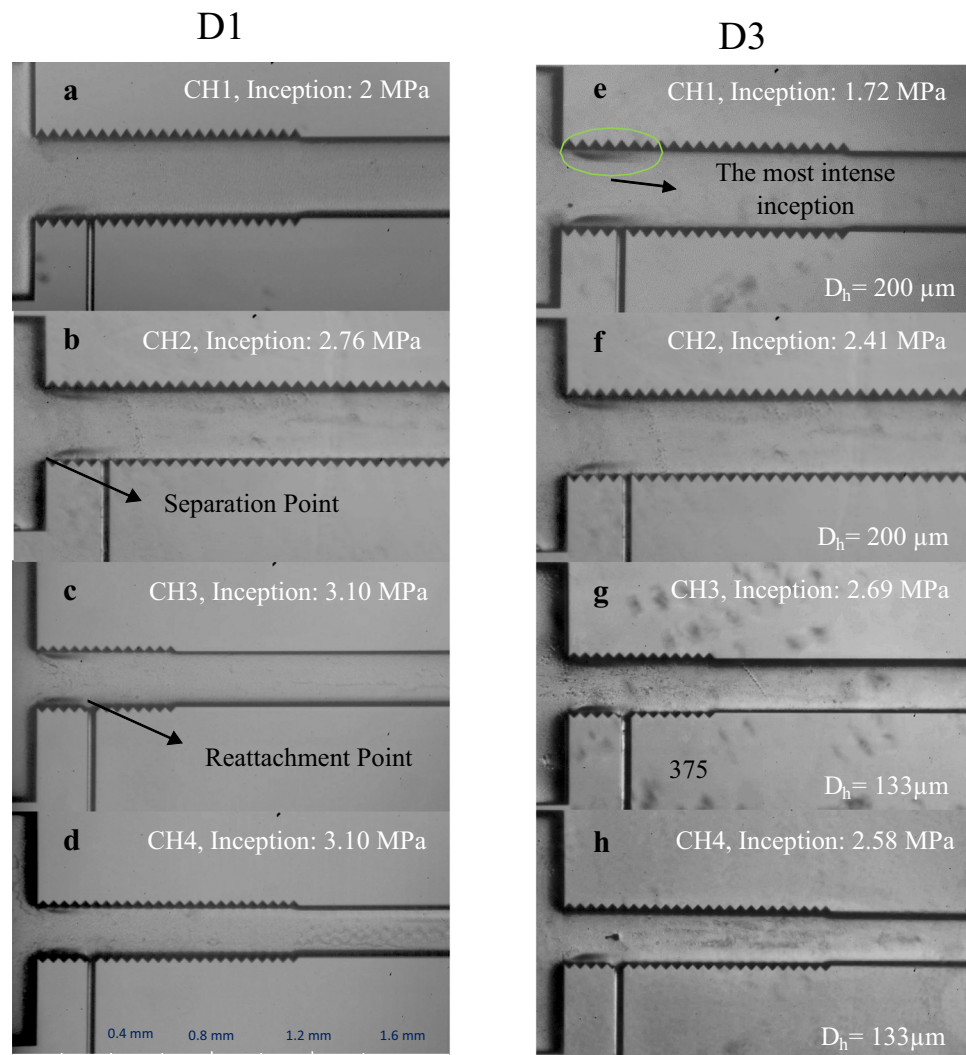 D1
D3
a
CH1, Inception: 2 MPa
b
CH2, Inception: 2.76 MPa
Separation Point
c
CH3, Inception: 3.10 MPa
Reattachment Point
d
CH4, Inception: 3.10 MPa
0.4 mm 0.8 mm 1.2 mm 1.6 mm
e
CH1, Inception: 1.72 MPa
The most intense
inception
Dₕ= 200 µm
f
CH2, Inception: 2.41 MPa
Dₕ= 200 µm
g
CH3, Inception: 2.69 MPa
375
Dₕ= 133µm
h
CH4, Inception: 2.58 MPa
Dₕ= 133µm